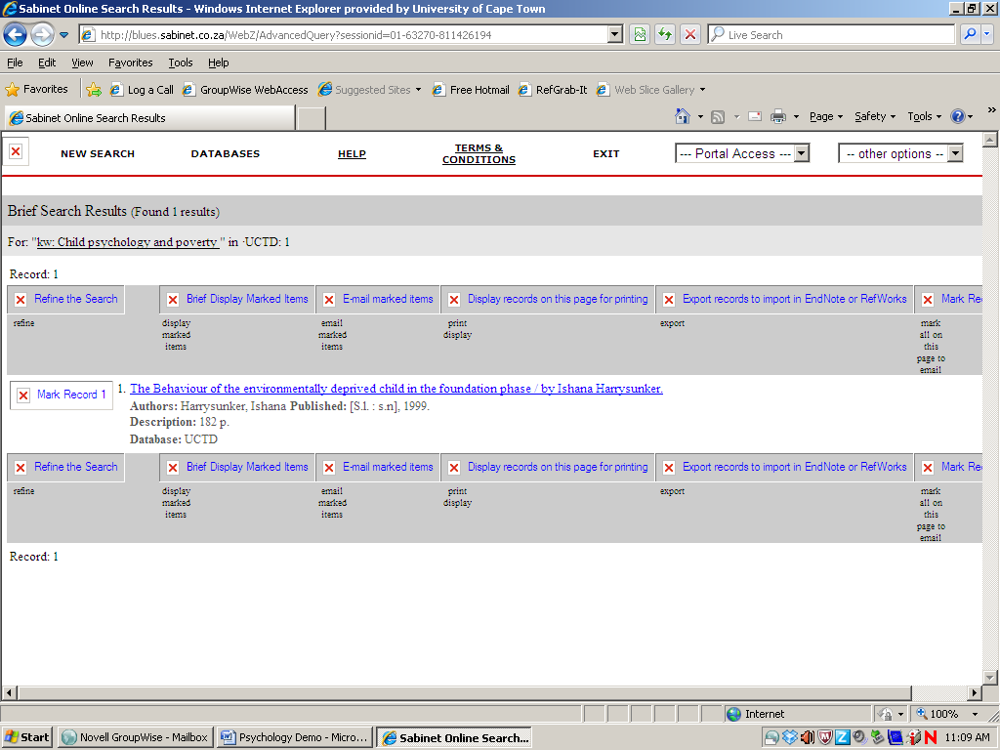 Sabinet Online Search Results - Windows Internet Explorer provided by University of Cape Town
http://blues.sabinet.co.za/WebZ/AdvancedQuery?sessionid=01-63270-811426194
Live Search
File Edit View Favorites Tools Help
Favorites Log a Call GroupWise WebAccess Suggested Sites Free Hotmail RefGrab-It Web Slice Gallery
Sabinet Online Search Results
Page Safety Tools »
NEW SEARCH DATABASES HELP TERMS & CONDITIONS EXIT --- Portal Access --- -- other options --
Brief Search Results (Found 1 results)
For: "kw: Child psychology and poverty " in ·UCTD: 1
Record: 1
Refine the Search Brief Display Marked Items E-mail marked items Display records on this page for printing Export records to import in EndNote or RefWorks Mark Rec
refine display marked items email marked items print display export mark all on this page to email
Mark Record 1 1. The Behaviour of the environmentally deprived child in the foundation phase / by Ishana Harrysunker.
Authors: Harrysunker, Ishana Published: [S.l. : s.n], 1999.
Description: 182 p.
Database: UCTD
Refine the Search Brief Display Marked Items E-mail marked items Display records on this page for printing Export records to import in EndNote or RefWorks Mark Rec
refine display marked items email marked items print display export mark all on this page to email
Record: 1
Internet 100%
Start Novell GroupWise - Mailbox Psychology Demo - Micro... Sabinet Online Search... 11:09 AM